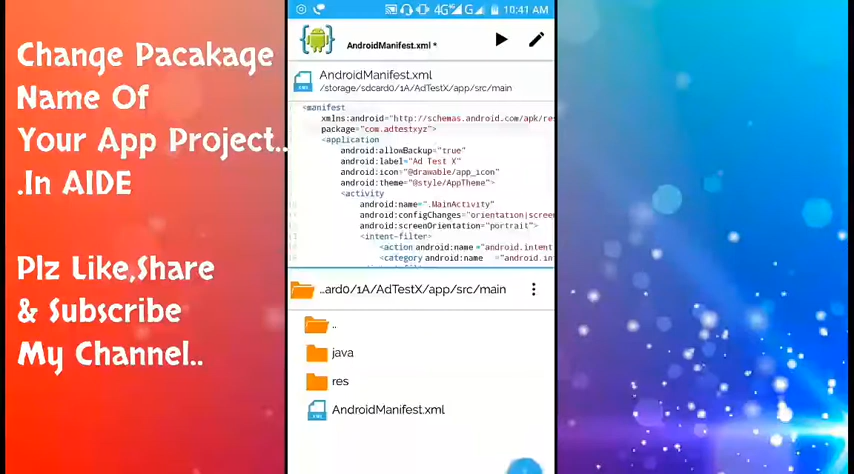 Change Pacakage
Name Of
Your App Project..
.In AIDE
Plz Like,Share
& Subscribe
My Channel..
4G G 10:41 AM
AndroidManifest.xml *
AndroidManifest.xml
/storage/sdcard0/1A/AdTestX/app/src/main
<manifest
xmlns:android="http://schemas.android.com/apk/res
package="com.adtestxyz">
<application
android:allowBackup="true"
android:label="Ad Test X"
android:icon="@drawable/app_icon"
android:theme="@style/AppTheme">
<activity
android:name=".MainActivity"
android:configChanges="orientation|scree
android:screenOrientation="portrait">
<intent-filter>
<action android:name ="android.intent
<category android:name ="android.in
..ard0/1A/AdTestX/app/src/main
..
java
res
AndroidManifest.xml